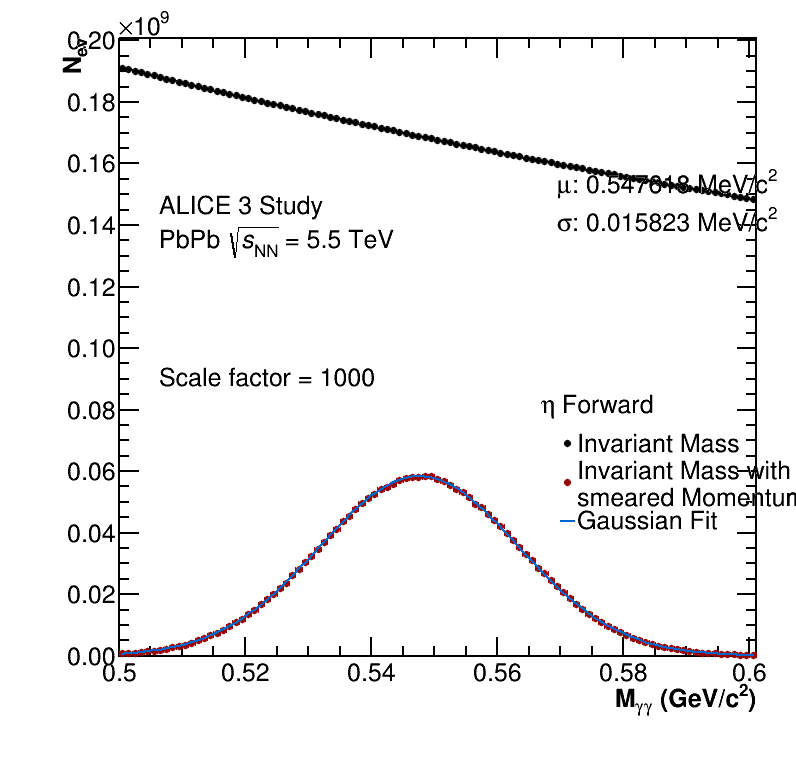 ×10⁹
N_ev
0.20
0.18
0.16
0.14
0.12
0.10
0.08
0.06
0.04
0.02
0.00
μ: 0.547618 MeV/c²
σ: 0.015823 MeV/c²
ALICE 3 Study
PbPb √s_NN = 5.5 TeV
Scale factor = 1000
η Forward
Invariant Mass
Invariant Mass with
smeared Momentum
Gaussian Fit
0.5 0.52 0.54 0.56 0.58 0.6
M_γγ (GeV/c²)